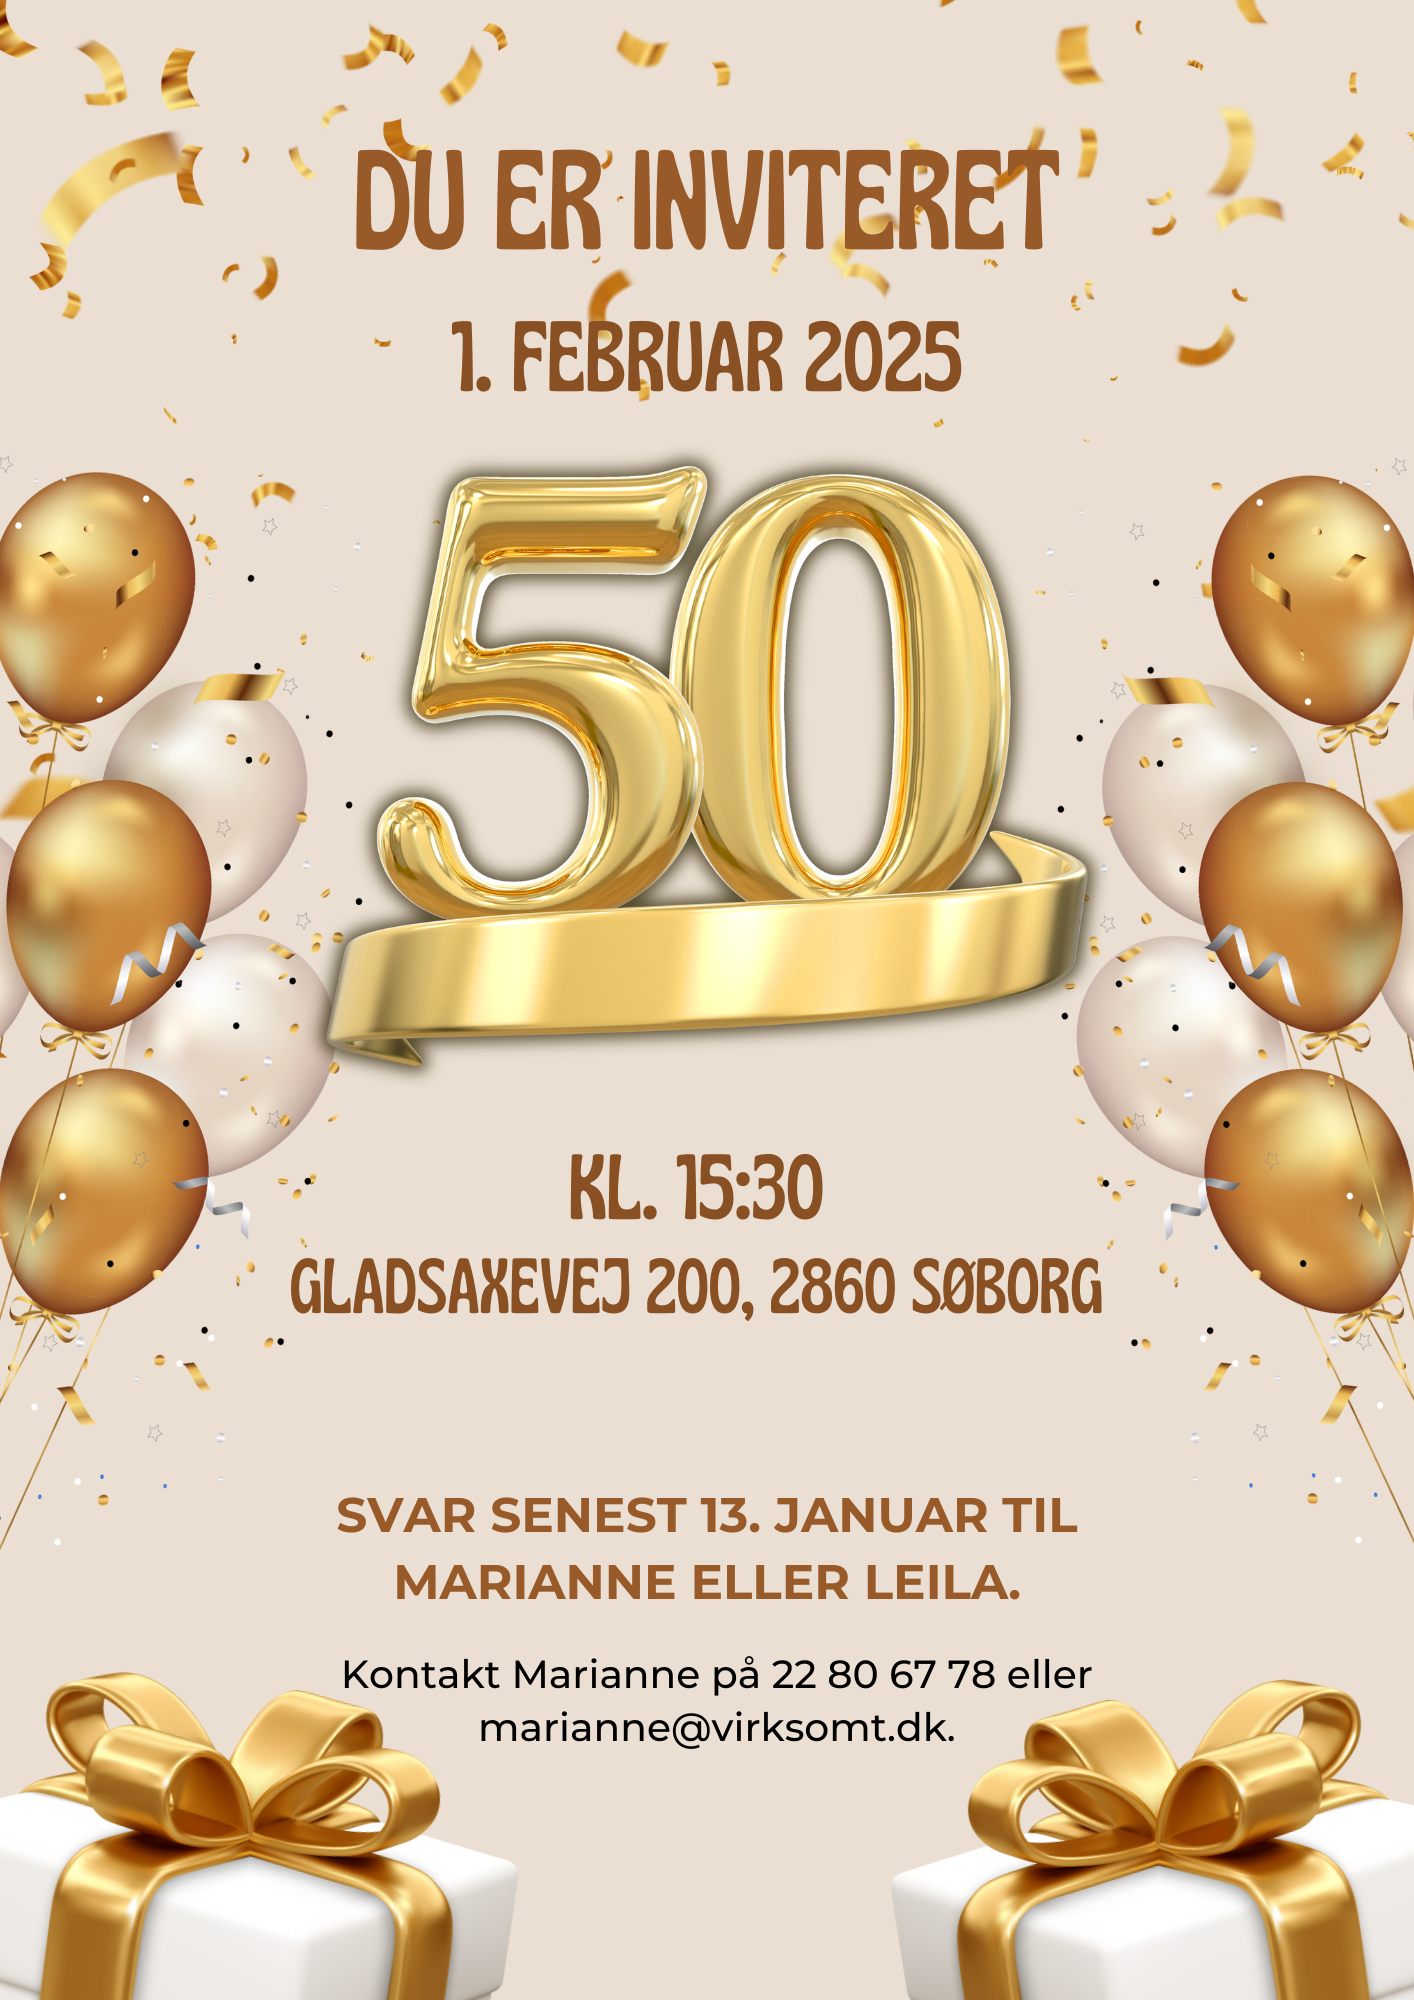 DU ER INVITERET
1. FEBRUAR 2025
50
KL. 15:30
GLADSAXEVEJ 200, 2860 SØBORG
SVAR SENEST 13. JANUAR TIL
MARIANNE ELLER LEILA.
Kontakt Marianne på 22 80 67 78 eller
marianne@virksomt.dk.